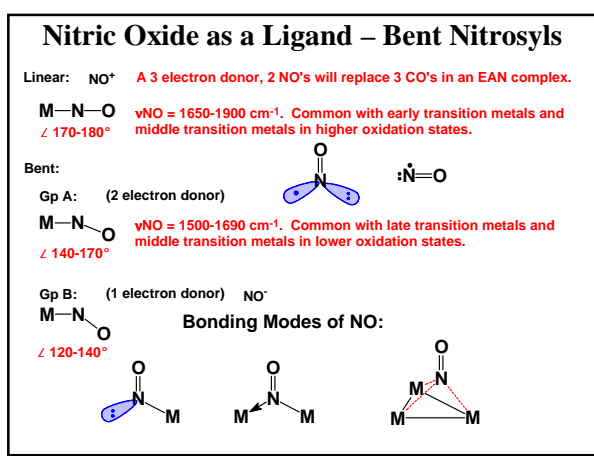 Nitric Oxide as a Ligand – Bent Nitrosyls
Linear: NO⁺ A 3 electron donor, 2 NO's will replace 3 CO's in an EAN complex.
M—N—O
∠ 170-180°
νNO = 1650-1900 cm⁻¹. Common with early transition metals and
middle transition metals in higher oxidation states.
Bent:
O
N
:N=O
Gp A: (2 electron donor)
M—N
O
∠ 140-170°
νNO = 1500-1690 cm⁻¹. Common with late transition metals and
middle transition metals in lower oxidation states.
Gp B: (1 electron donor) NO⁻
M—N
O
∠ 120-140°
Bonding Modes of NO:
O
N
M
O
N
M M
O
N
M
M M